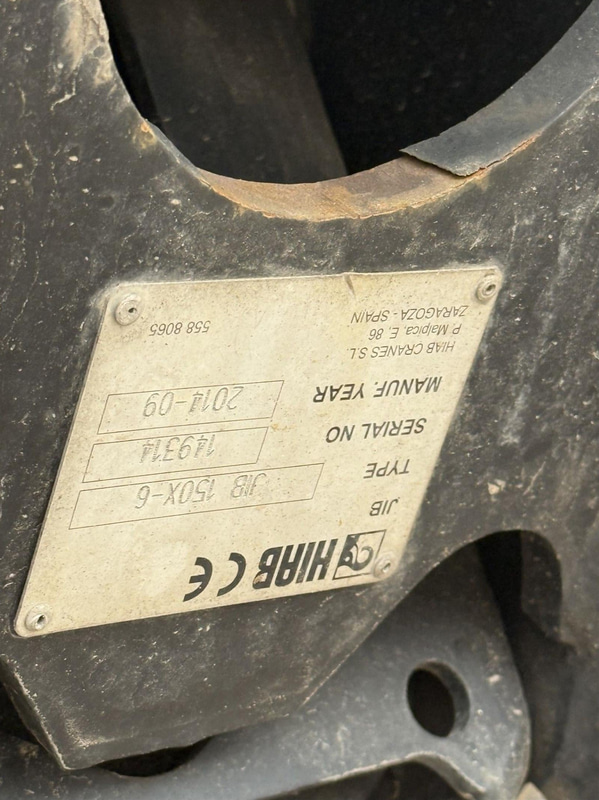 HIAB CE
JIB
TYPE JIB 150X-6
SERIAL NO 149314
MANUF. YEAR 2014-09
HIAB CRANES S.L
P. Malpica, E, 86
ZARAGOZA - SPAIN
558 8065